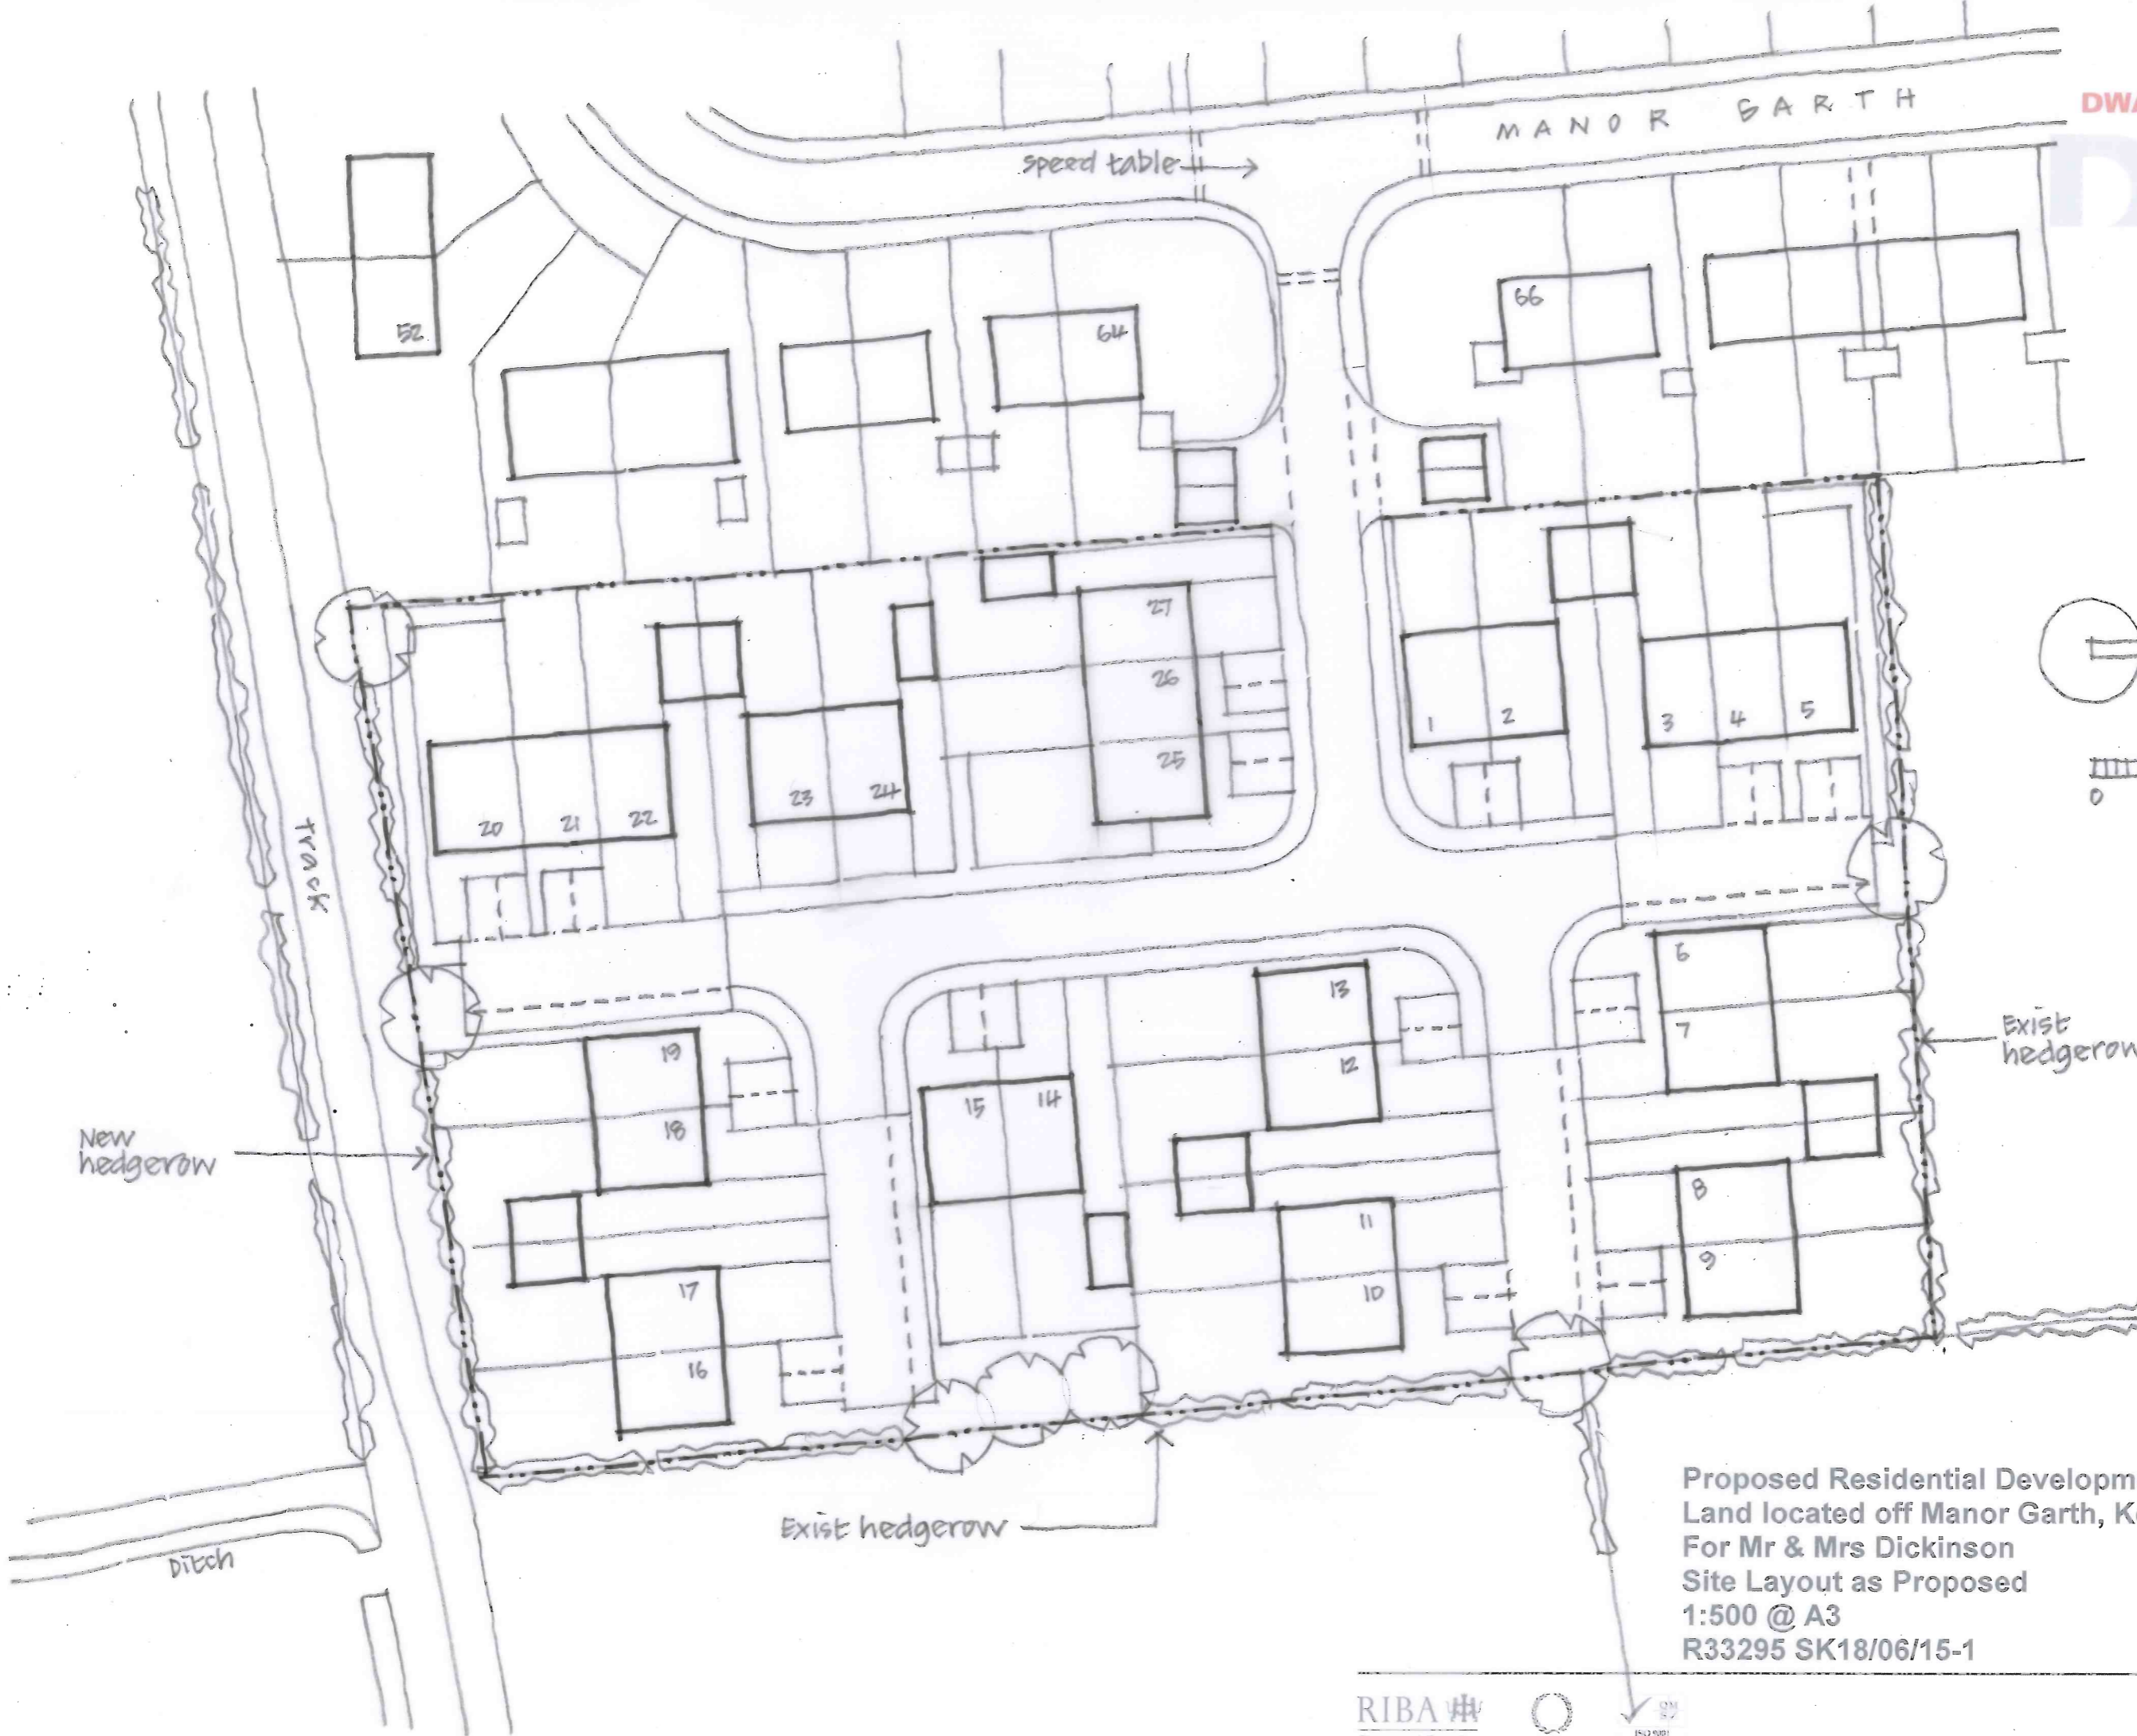 MANOR GARTH
DWA
speed table
52
64
66
27
26
25
1
2
3
4
5
20
21
22
23
24
0
Track
6
7
13
12
19
18
15
14
Exist
hedgerow
New
hedgerow
8
9
11
10
17
16
Exist hedgerow
Ditch
Proposed Residential Developm
Land located off Manor Garth, K
For Mr & Mrs Dickinson
Site Layout as Proposed
1:500 @ A3
R33295 SK18/06/15-1
RIBA